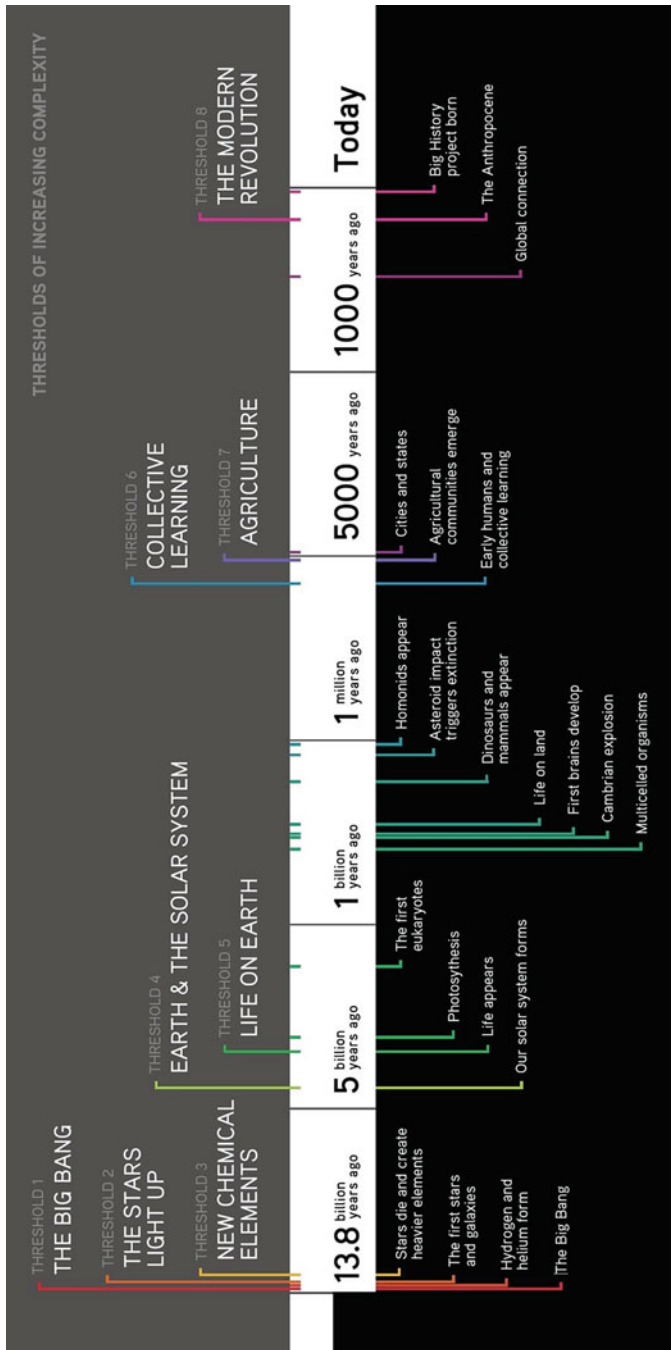 THRESHOLDS OF INCREASING COMPLEXITY
THRESHOLD 1
THE BIG BANG
THRESHOLD 2
THE STARS
LIGHT UP
THRESHOLD 3
NEW CHEMICAL
ELEMENTS
THRESHOLD 4
EARTH & THE SOLAR SYSTEM
THRESHOLD 5
LIFE ON EARTH
THRESHOLD 6
COLLECTIVE
LEARNING
THRESHOLD 7
AGRICULTURE
THRESHOLD 8
THE MODERN
REVOLUTION
13.8 billion
years ago
5 billion
years ago
1 billion
years ago
1 million
years ago
5000 years ago
1000 years ago
Today
Stars die and create
heavier elements
The first stars
and galaxies
Hydrogen and
helium form
The Big Bang
The first
eukaryotes
Photosythesis
Life appears
Our solar system forms
Homonids appear
Asteroid impact
triggers extinction
Dinosaurs and
mammals appear
Life on land
First brains develop
Cambrian explosion
Multicelled organisms
Cities and states
Agricultural
communities emerge
Early humans and
collective learning
Big History
project born
The Anthropocene
Global connection